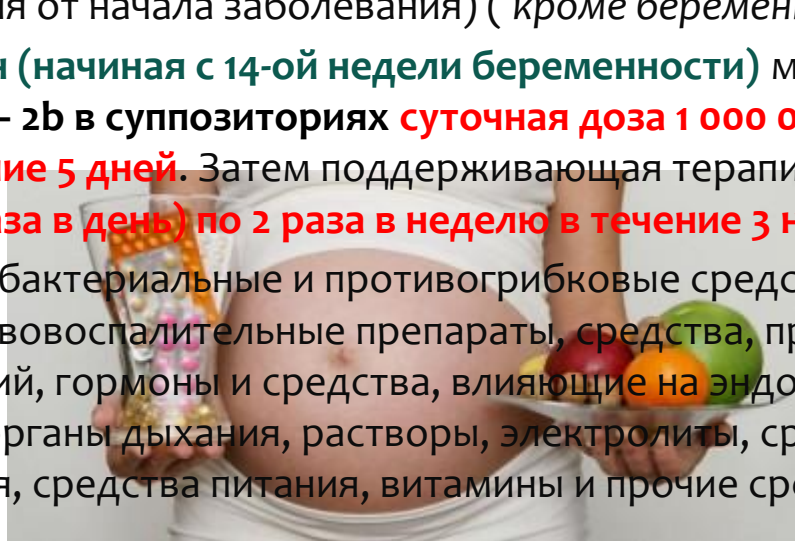 ия от начала заболевания) ( кроме беремен
н (начиная с 14-ой недели беременности) м
– 2b в суппозиториях суточная доза 1 000 0
ние 5 дней. Затем поддерживающая терапи
за в день) по 2 раза в неделю в течение 3 н
бактериальные и противогрибковые средс
вовоспалительные препараты, средства, пр
ий, гормоны и средства, влияющие на эндо
рганы дыхания, растворы, электролиты, ср
я, средства питания, витамины и прочие сре